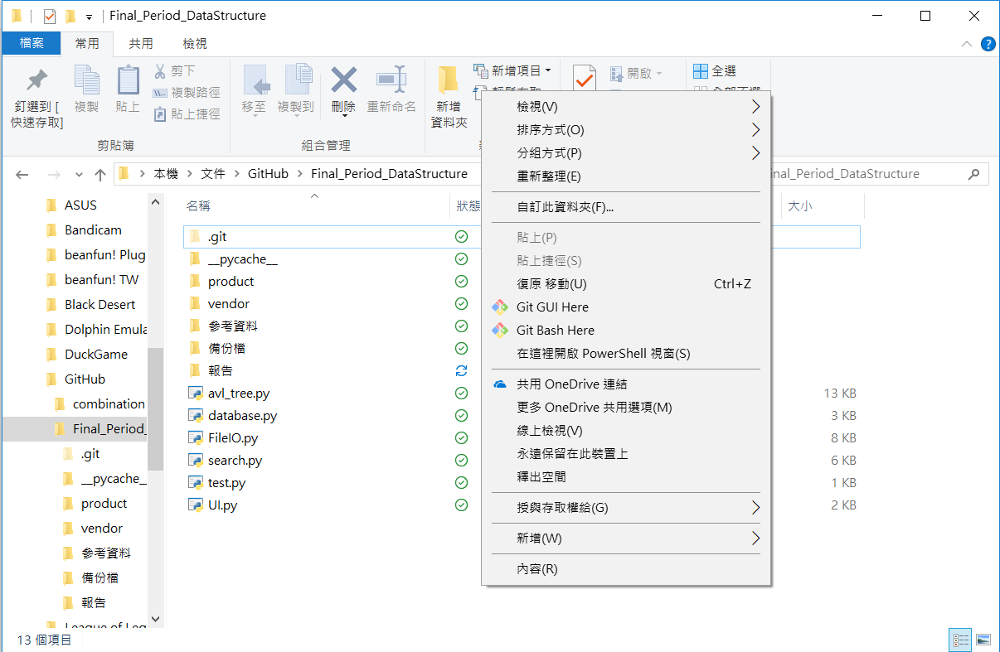 Final_Period_DataStructure
檔案 常用 共用 檢視
釘選到 [快速存取]
複製
貼上
剪下
複製路徑
貼上捷徑
剪貼簿
移至
複製到
刪除
重新命名
組合管理
新增資料夾
新增項目
開啟
全選
本機 > 文件 > GitHub > Final_Period_DataStructure
Final_Period_DataStructure
ASUS
Bandicam
beanfun! Plug
beanfun! TW
Black Desert
Dolphin Emula
DuckGame
GitHub
combination
Final_Period_
.git
__pycache__
product
vendor
參考資料
備份檔
報告
League of Leg
名稱 狀態 大小
.git
__pycache__
product
vendor
參考資料
備份檔
報告
avl_tree.py 13 KB
database.py 3 KB
FileIO.py 8 KB
search.py 6 KB
test.py 1 KB
UI.py 2 KB
檢視(V)
排序方式(O)
分組方式(P)
重新整理(E)
自訂此資料夾(F)...
貼上(P)
貼上捷徑(S)
復原 移動(U) Ctrl+Z
Git GUI Here
Git Bash Here
在這裡開啟 PowerShell 視窗(S)
共用 OneDrive 連結
更多 OneDrive 共用選項(M)
線上檢視(V)
永遠保留在此裝置上
釋出空間
授與存取權給(G)
新增(W)
內容(R)
13 個項目